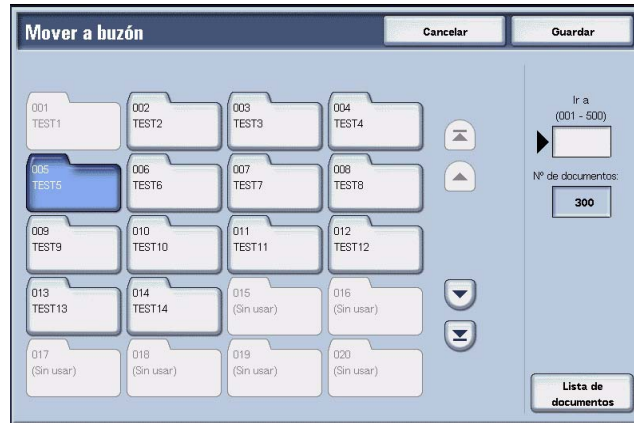 Mover a buzón
Cancelar
Guardar
001
TEST1
002
TEST2
003
TEST3
004
TEST4
005
TEST5
006
TEST6
007
TEST7
008
TEST8
009
TEST9
010
TEST10
011
TEST11
012
TEST12
013
TEST13
014
TEST14
015
(Sin usar)
016
(Sin usar)
017
(Sin usar)
018
(Sin usar)
019
(Sin usar)
020
(Sin usar)
Ir a
(001 - 500)
Nº de documentos:
300
Lista de
documentos